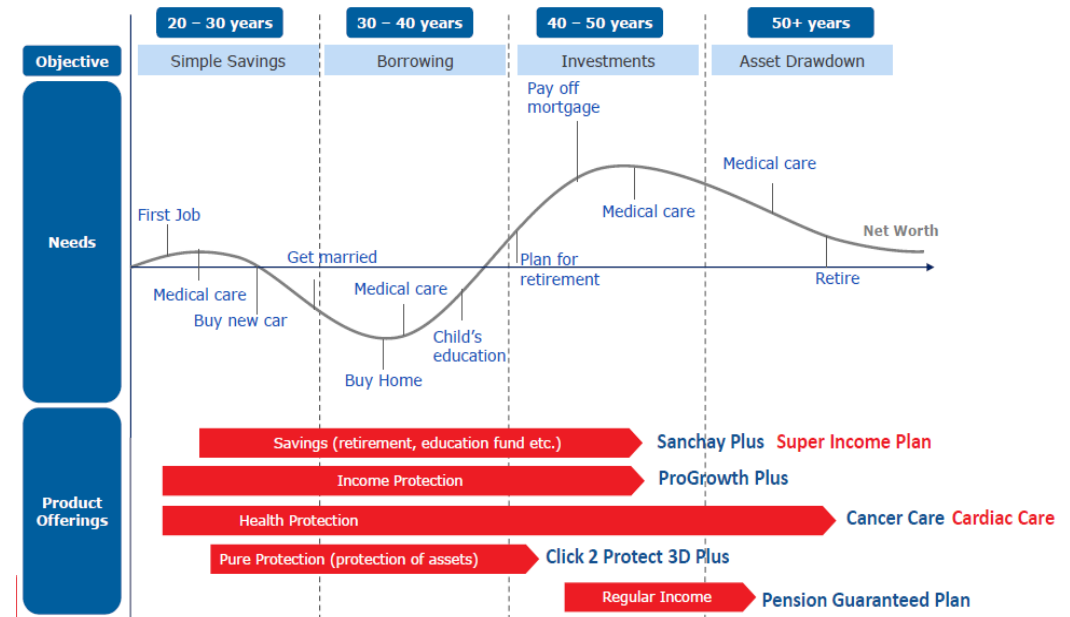 20 – 30 years
30 – 40 years
40 – 50 years
50+ years
Objective
Simple Savings
Borrowing
Investments
Asset Drawdown
Needs
First Job
Medical care
Buy new car
Get married
Buy Home
Medical care
Child's
education
Plan for
retirement
Pay off
mortgage
Medical care
Medical care
Retire
Net Worth
Product
Offerings
Savings (retirement, education fund etc.)
Sanchay Plus Super Income Plan
Income Protection
ProGrowth Plus
Health Protection
Cancer Care Cardiac Care
Pure Protection (protection of assets)
Click 2 Protect 3D Plus
Regular Income
Pension Guaranteed Plan